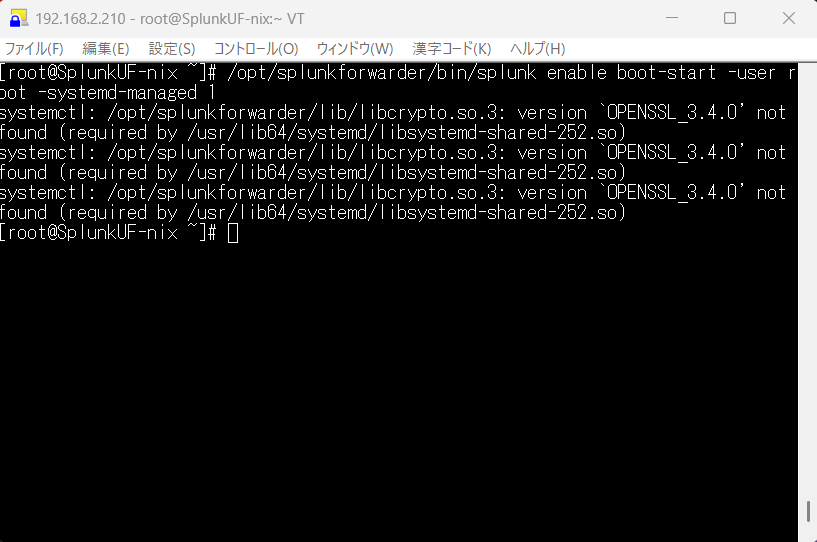 192.168.2.210 - root@SplunkUF-nix:~ VT
ファイル(F) 編集(E) 設定(S) コントロール(O) ウィンドウ(W) 漢字コード(K) ヘルプ(H)
[root@SplunkUF-nix ~]# /opt/splunkforwarder/bin/splunk enable boot-start -user r
oot -systemd-managed 1
systemctl: /opt/splunkforwarder/lib/libcrypto.so.3: version `OPENSSL_3.4.0' not
found (required by /usr/lib64/systemd/libsystemd-shared-252.so)
systemctl: /opt/splunkforwarder/lib/libcrypto.so.3: version `OPENSSL_3.4.0' not
found (required by /usr/lib64/systemd/libsystemd-shared-252.so)
systemctl: /opt/splunkforwarder/lib/libcrypto.so.3: version `OPENSSL_3.4.0' not
found (required by /usr/lib64/systemd/libsystemd-shared-252.so)
[root@SplunkUF-nix ~]#